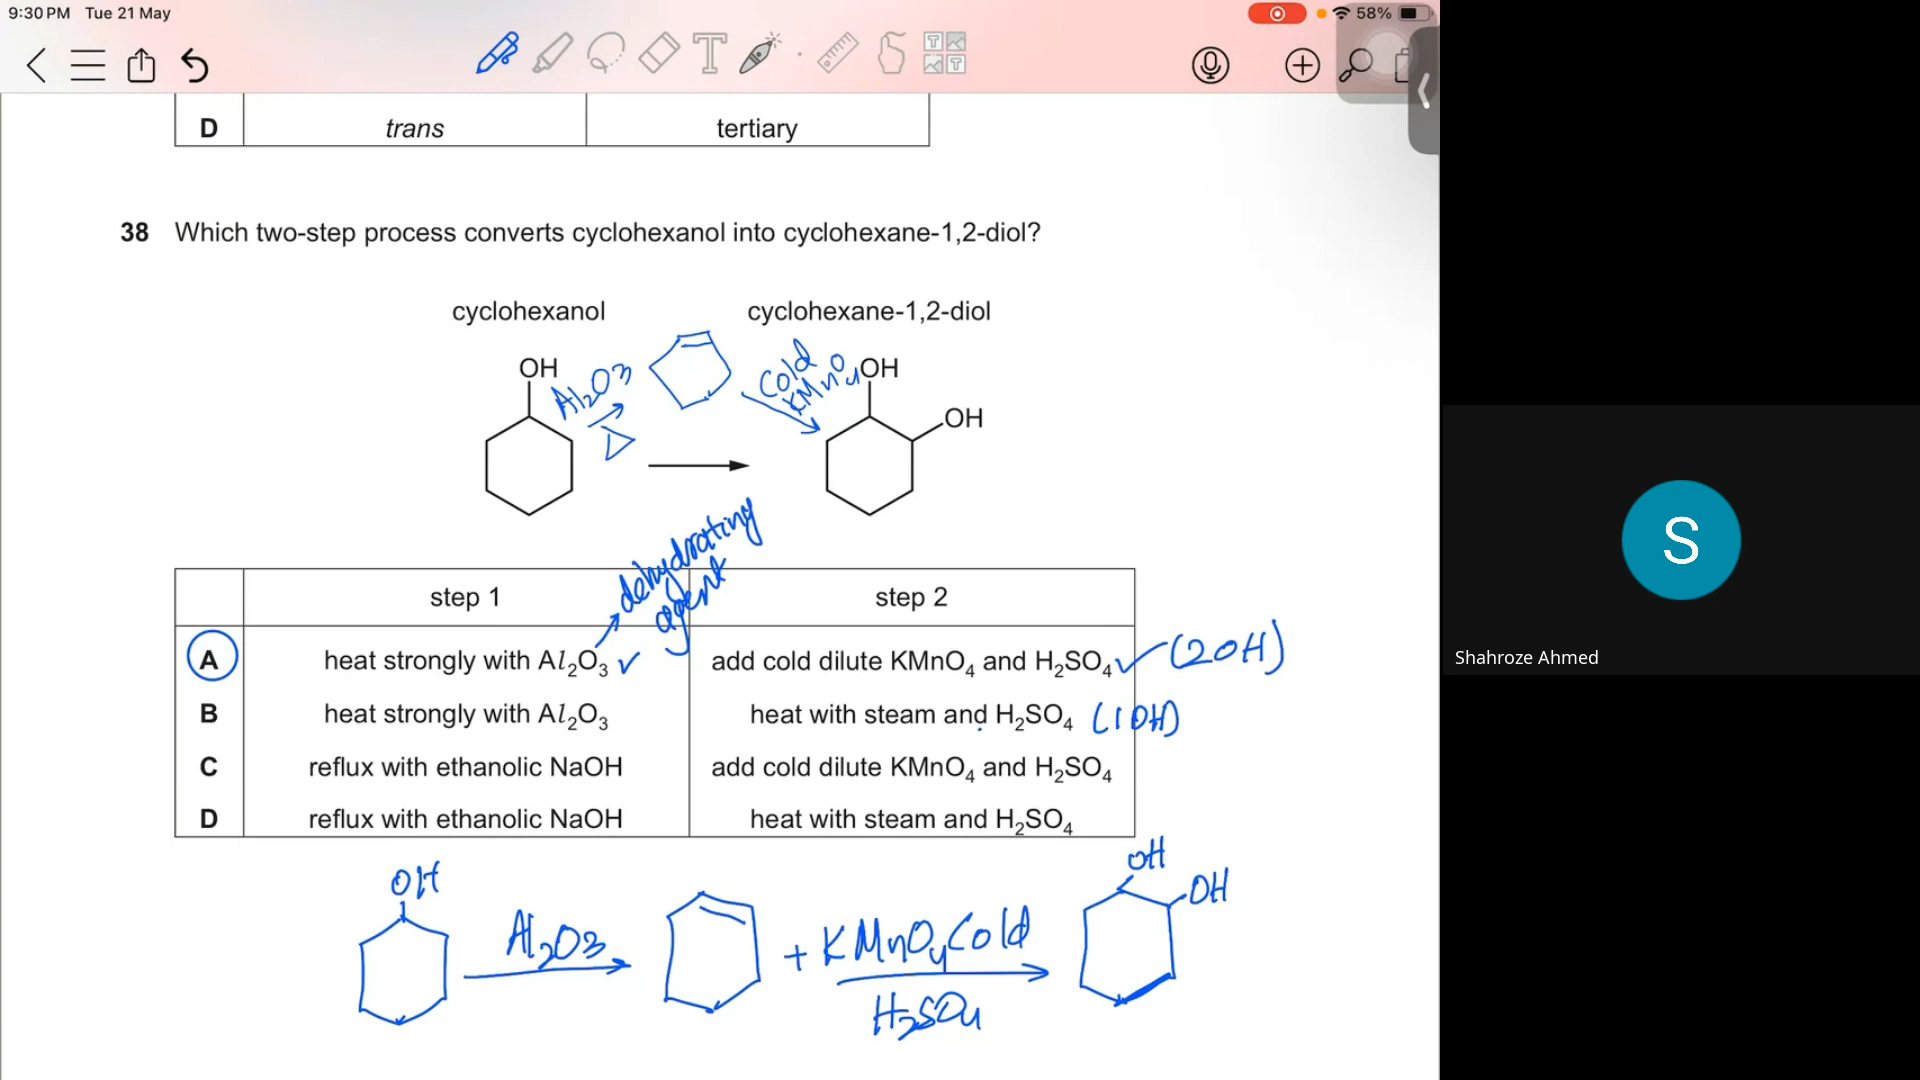 9:30 PM Tue 21 May
58%
D trans tertiary
38 Which two-step process converts cyclohexanol into cyclohexane-1,2-diol?
cyclohexanol cyclohexane-1,2-diol
OH Al2O3 Δ Cold KMnO4 OH
OH
dehydrating agent
step 1 step 2
A heat strongly with Al2O3 ✓ add cold dilute KMnO4 and H2SO4 ✓ (2OH)
B heat strongly with Al2O3 heat with steam and H2SO4 (1OH)
C reflux with ethanolic NaOH add cold dilute KMnO4 and H2SO4
D reflux with ethanolic NaOH heat with steam and H2SO4
OH Al2O3 + KMnO4 Cold OH OH
H2SO4
S
Shahroze Ahmed